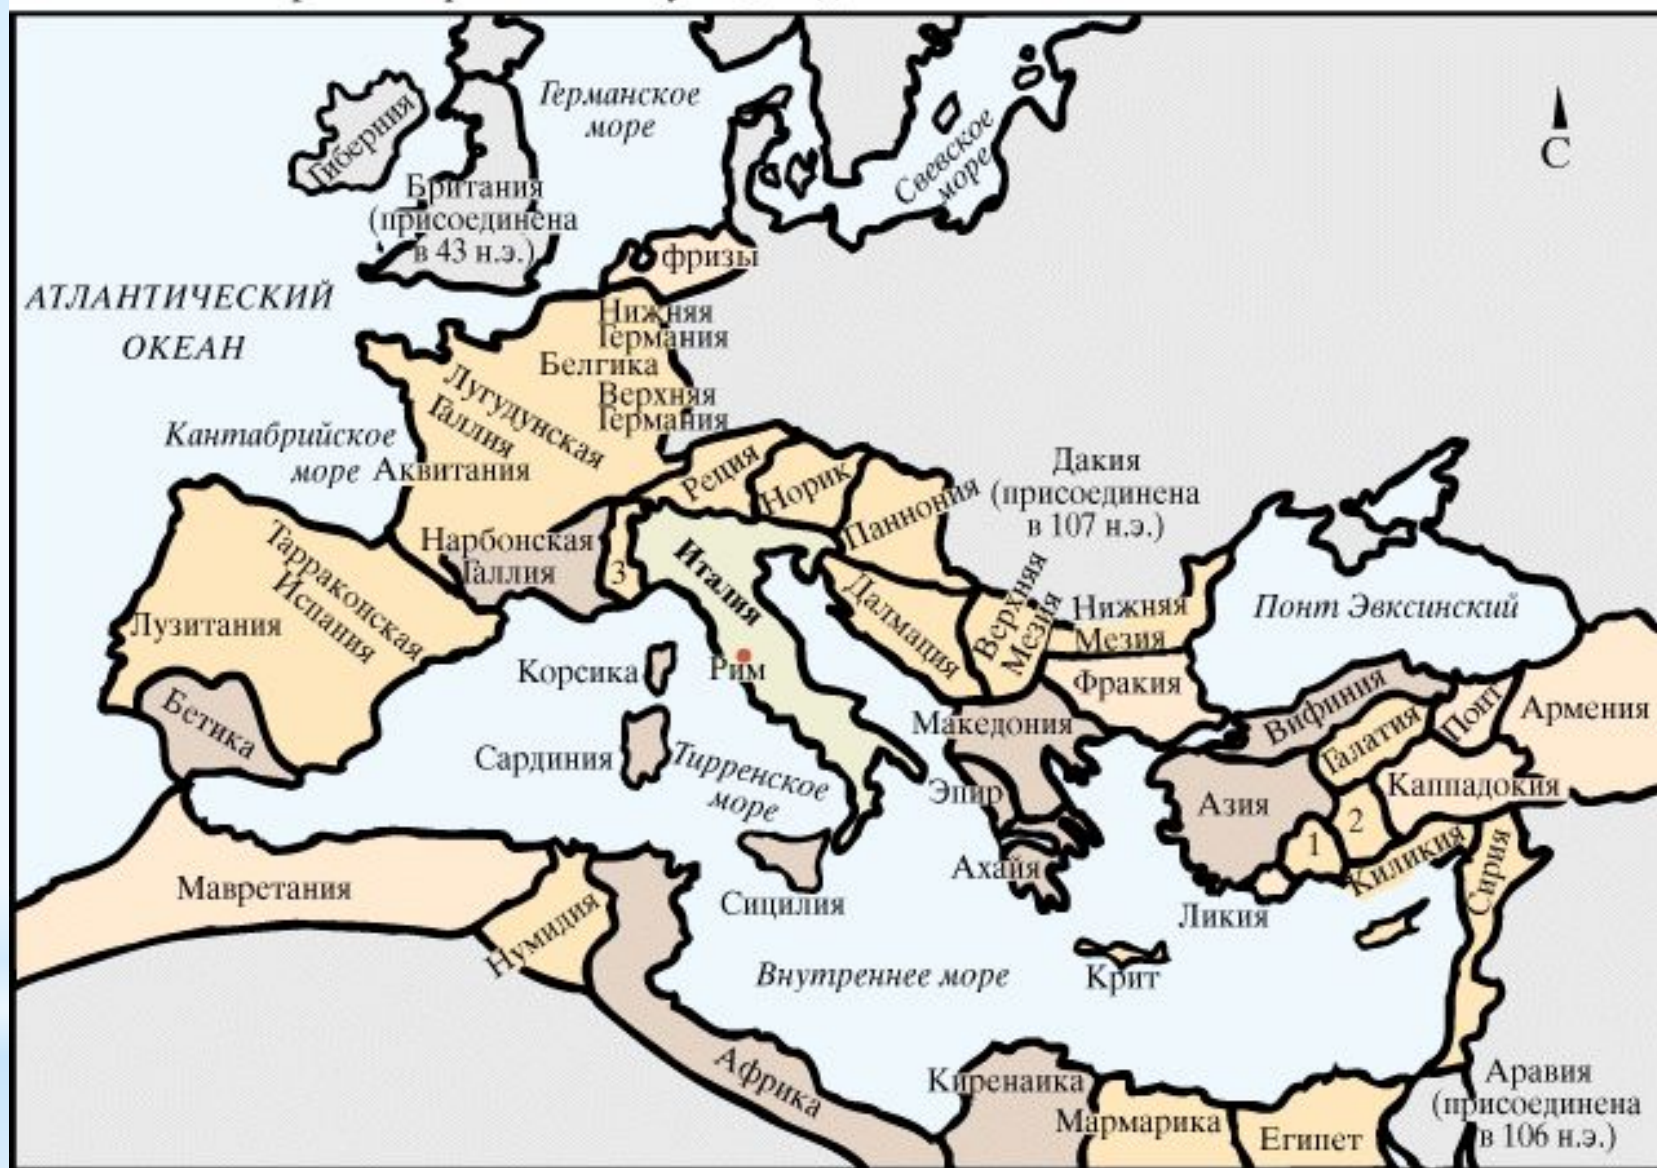 Германское
море
Гиберния
Британия
(присоединена
в 43 н.э.)
Свевское
море
С
фризы
АТЛАНТИЧЕСКИЙ
ОКЕАН
Нижняя
Германия
Белгика
Верхняя
Германия
Лугудунская
Галлия
Кантабрийское
море
Аквитания
Реция
Норик
Паннония
Дакия
(присоединена
в 107 н.э.)
Нарбонская
Галлия
3
Италия
Тарраконская
Испания
Лузитания
Далмация
Верхняя
Мезия
Нижняя
Мезия
Понт Эвксинский
Корсика
Рим
Фракия
Бетика
Македония
Вифиния
Галатия
Понт
Армения
Сардиния
Тирренское
море
Эпир
Азия
Каппадокия
2
1
Киликия
Сирия
Мавретания
Ахайя
Сицилия
Ликия
Нумидия
Внутреннее море
Крит
Африка
Киренаика
Мармарика
Египет
Аравия
(присоединена
в 106 н.э.)